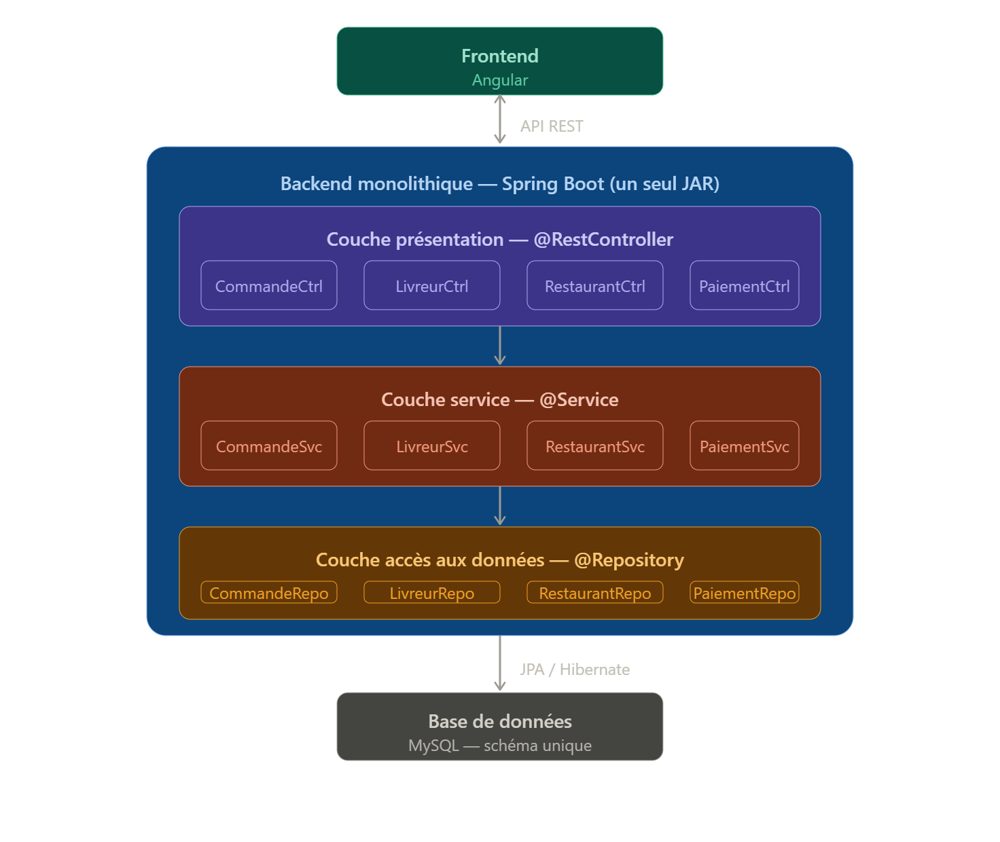 Frontend
Angular
API REST
Backend monolithique — Spring Boot (un seul JAR)
Couche présentation — @RestController
CommandeCtrl LivreurCtrl RestaurantCtrl PaiementCtrl
Couche service — @Service
CommandeSvc LivreurSvc RestaurantSvc PaiementSvc
Couche accès aux données — @Repository
CommandeRepo LivreurRepo RestaurantRepo PaiementRepo
JPA / Hibernate
Base de données
MySQL — schéma unique